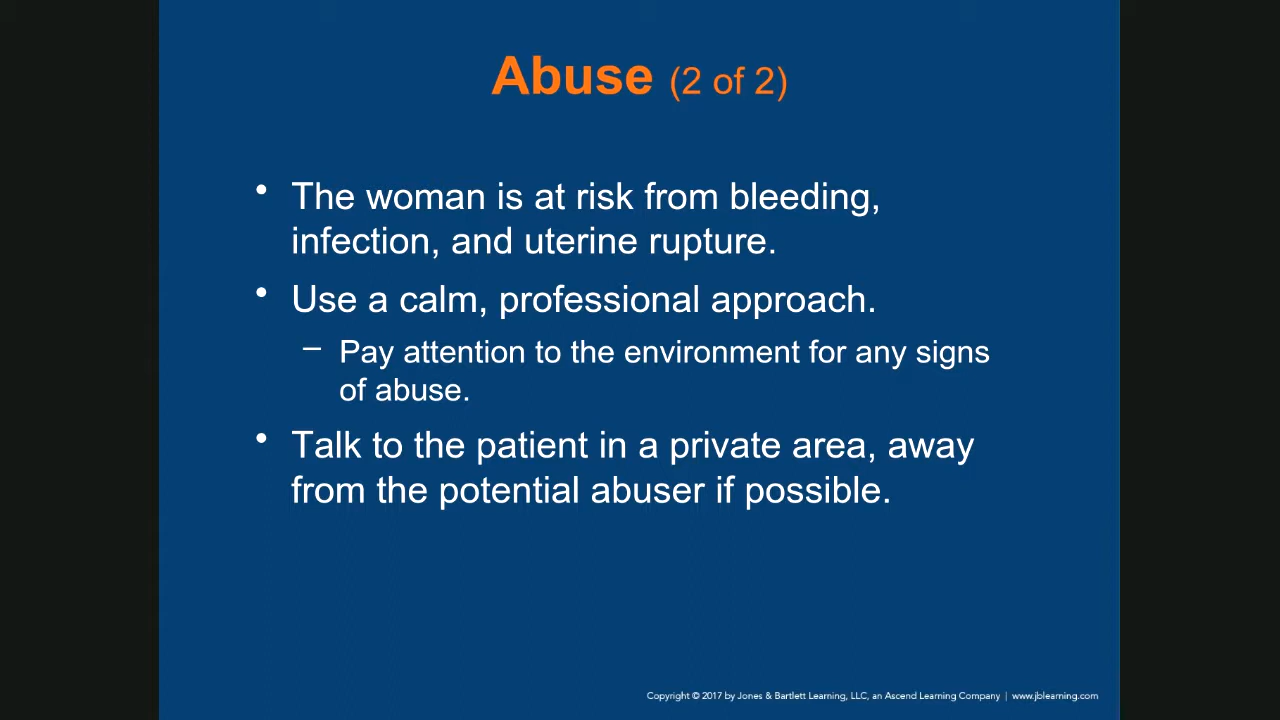 Abuse (2 of 2)
• The woman is at risk from bleeding,
infection, and uterine rupture.
• Use a calm, professional approach.
– Pay attention to the environment for any signs
of abuse.
• Talk to the patient in a private area, away
from the potential abuser if possible.
Copyright © 2017 by Jones & Bartlett Learning, LLC, an Ascend Learning Company | www.jblearning.com